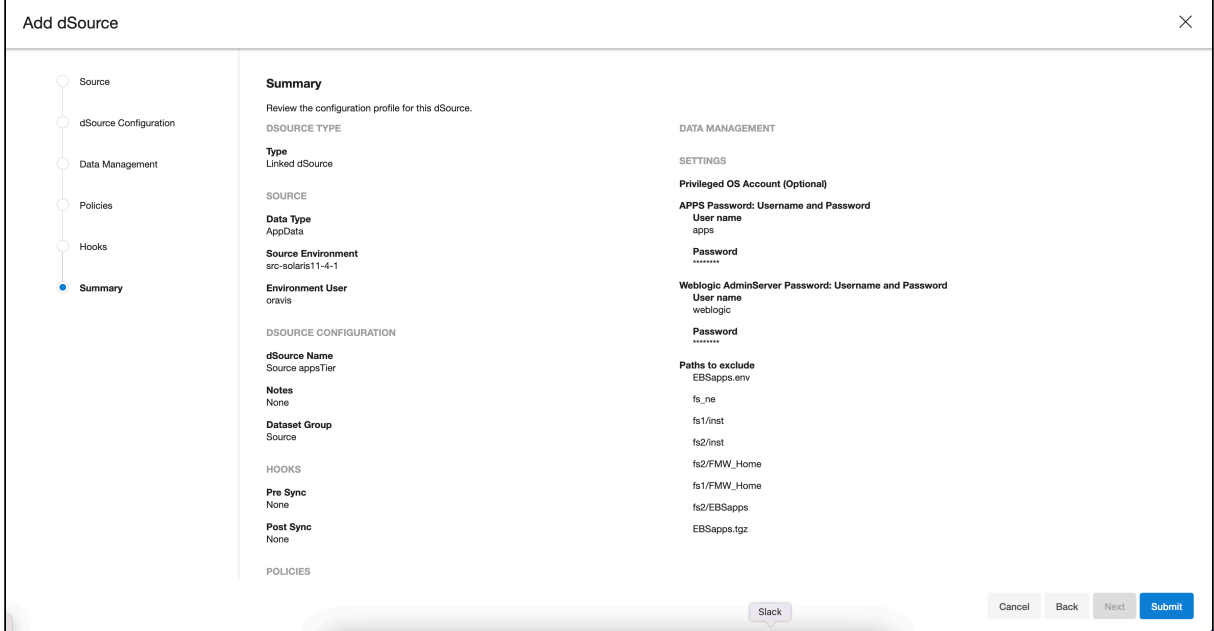 Add dSource
Source
dSource Configuration
Data Management
Policies
Hooks
Summary
Summary
Review the configuration profile for this dSource.
DSOURCE TYPE
Type
Linked dSource
SOURCE
Data Type
AppData
Source Environment
src-solaris11-4-1
Environment User
oravis
DSOURCE CONFIGURATION
dSource Name
Source appsTier
Notes
None
Dataset Group
Source
HOOKS
Pre Sync
None
Post Sync
None
POLICIES
DATA MANAGEMENT
SETTINGS
Privileged OS Account (Optional)
APPS Password: Username and Password
User name
apps
Password
********
Weblogic AdminServer Password: Username and Password
User name
weblogic
Password
********
Paths to exclude
EBSapps.env
fs_ne
fs1/inst
fs2/inst
fs2/FMW_Home
fs1/FMW_Home
fs2/EBSapps
EBSapps.tgz
Cancel
Back
Next
Submit
Slack